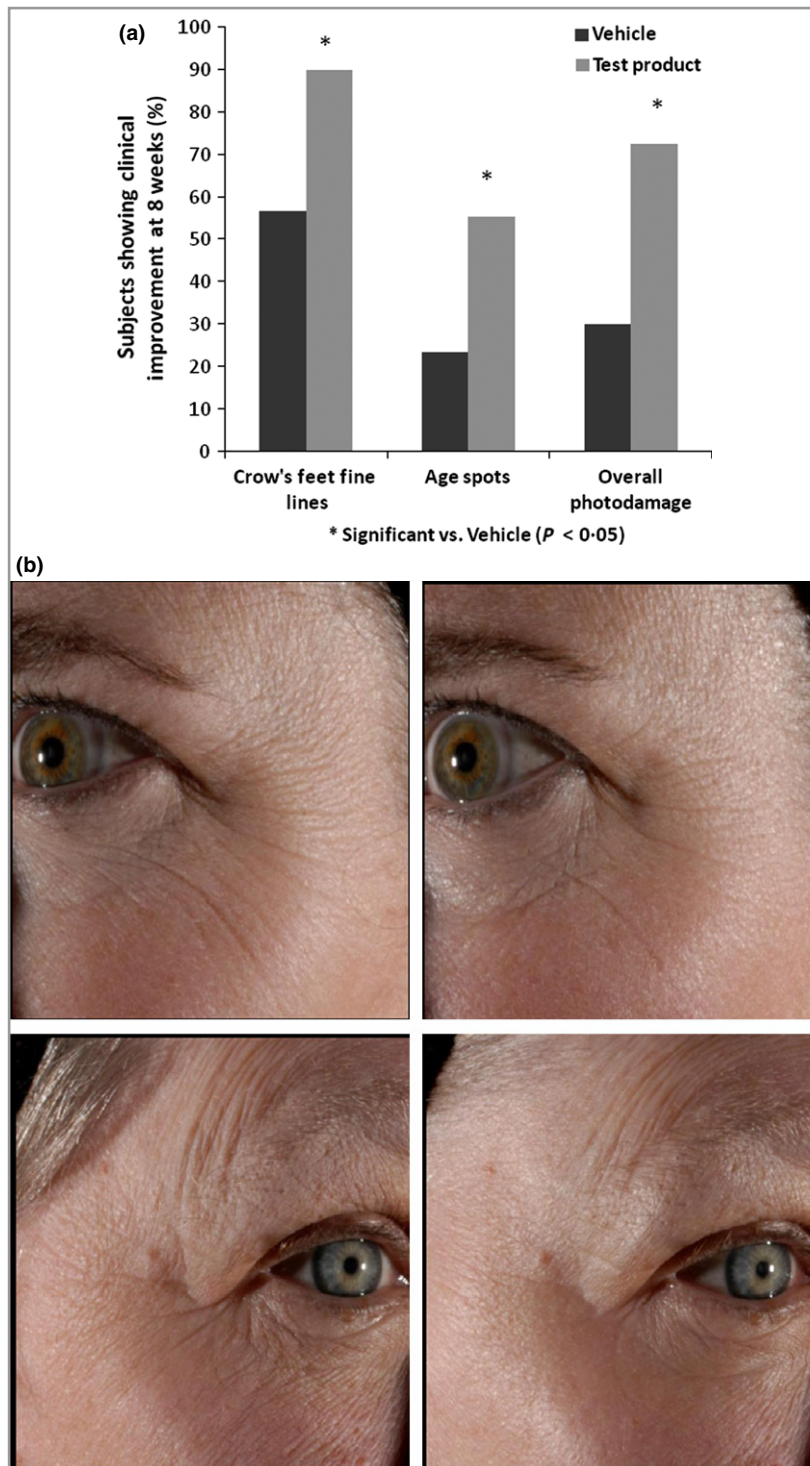 (a)
Subjects showing clinical
improvement at 8 weeks (%)
100
90
80
70
60
50
40
30
20
10
0
Vehicle
Test product
*
*
*
Crow's feet fine
lines
Age spots
Overall
photodamage
* Significant vs. Vehicle (P < 0·05)
(b)